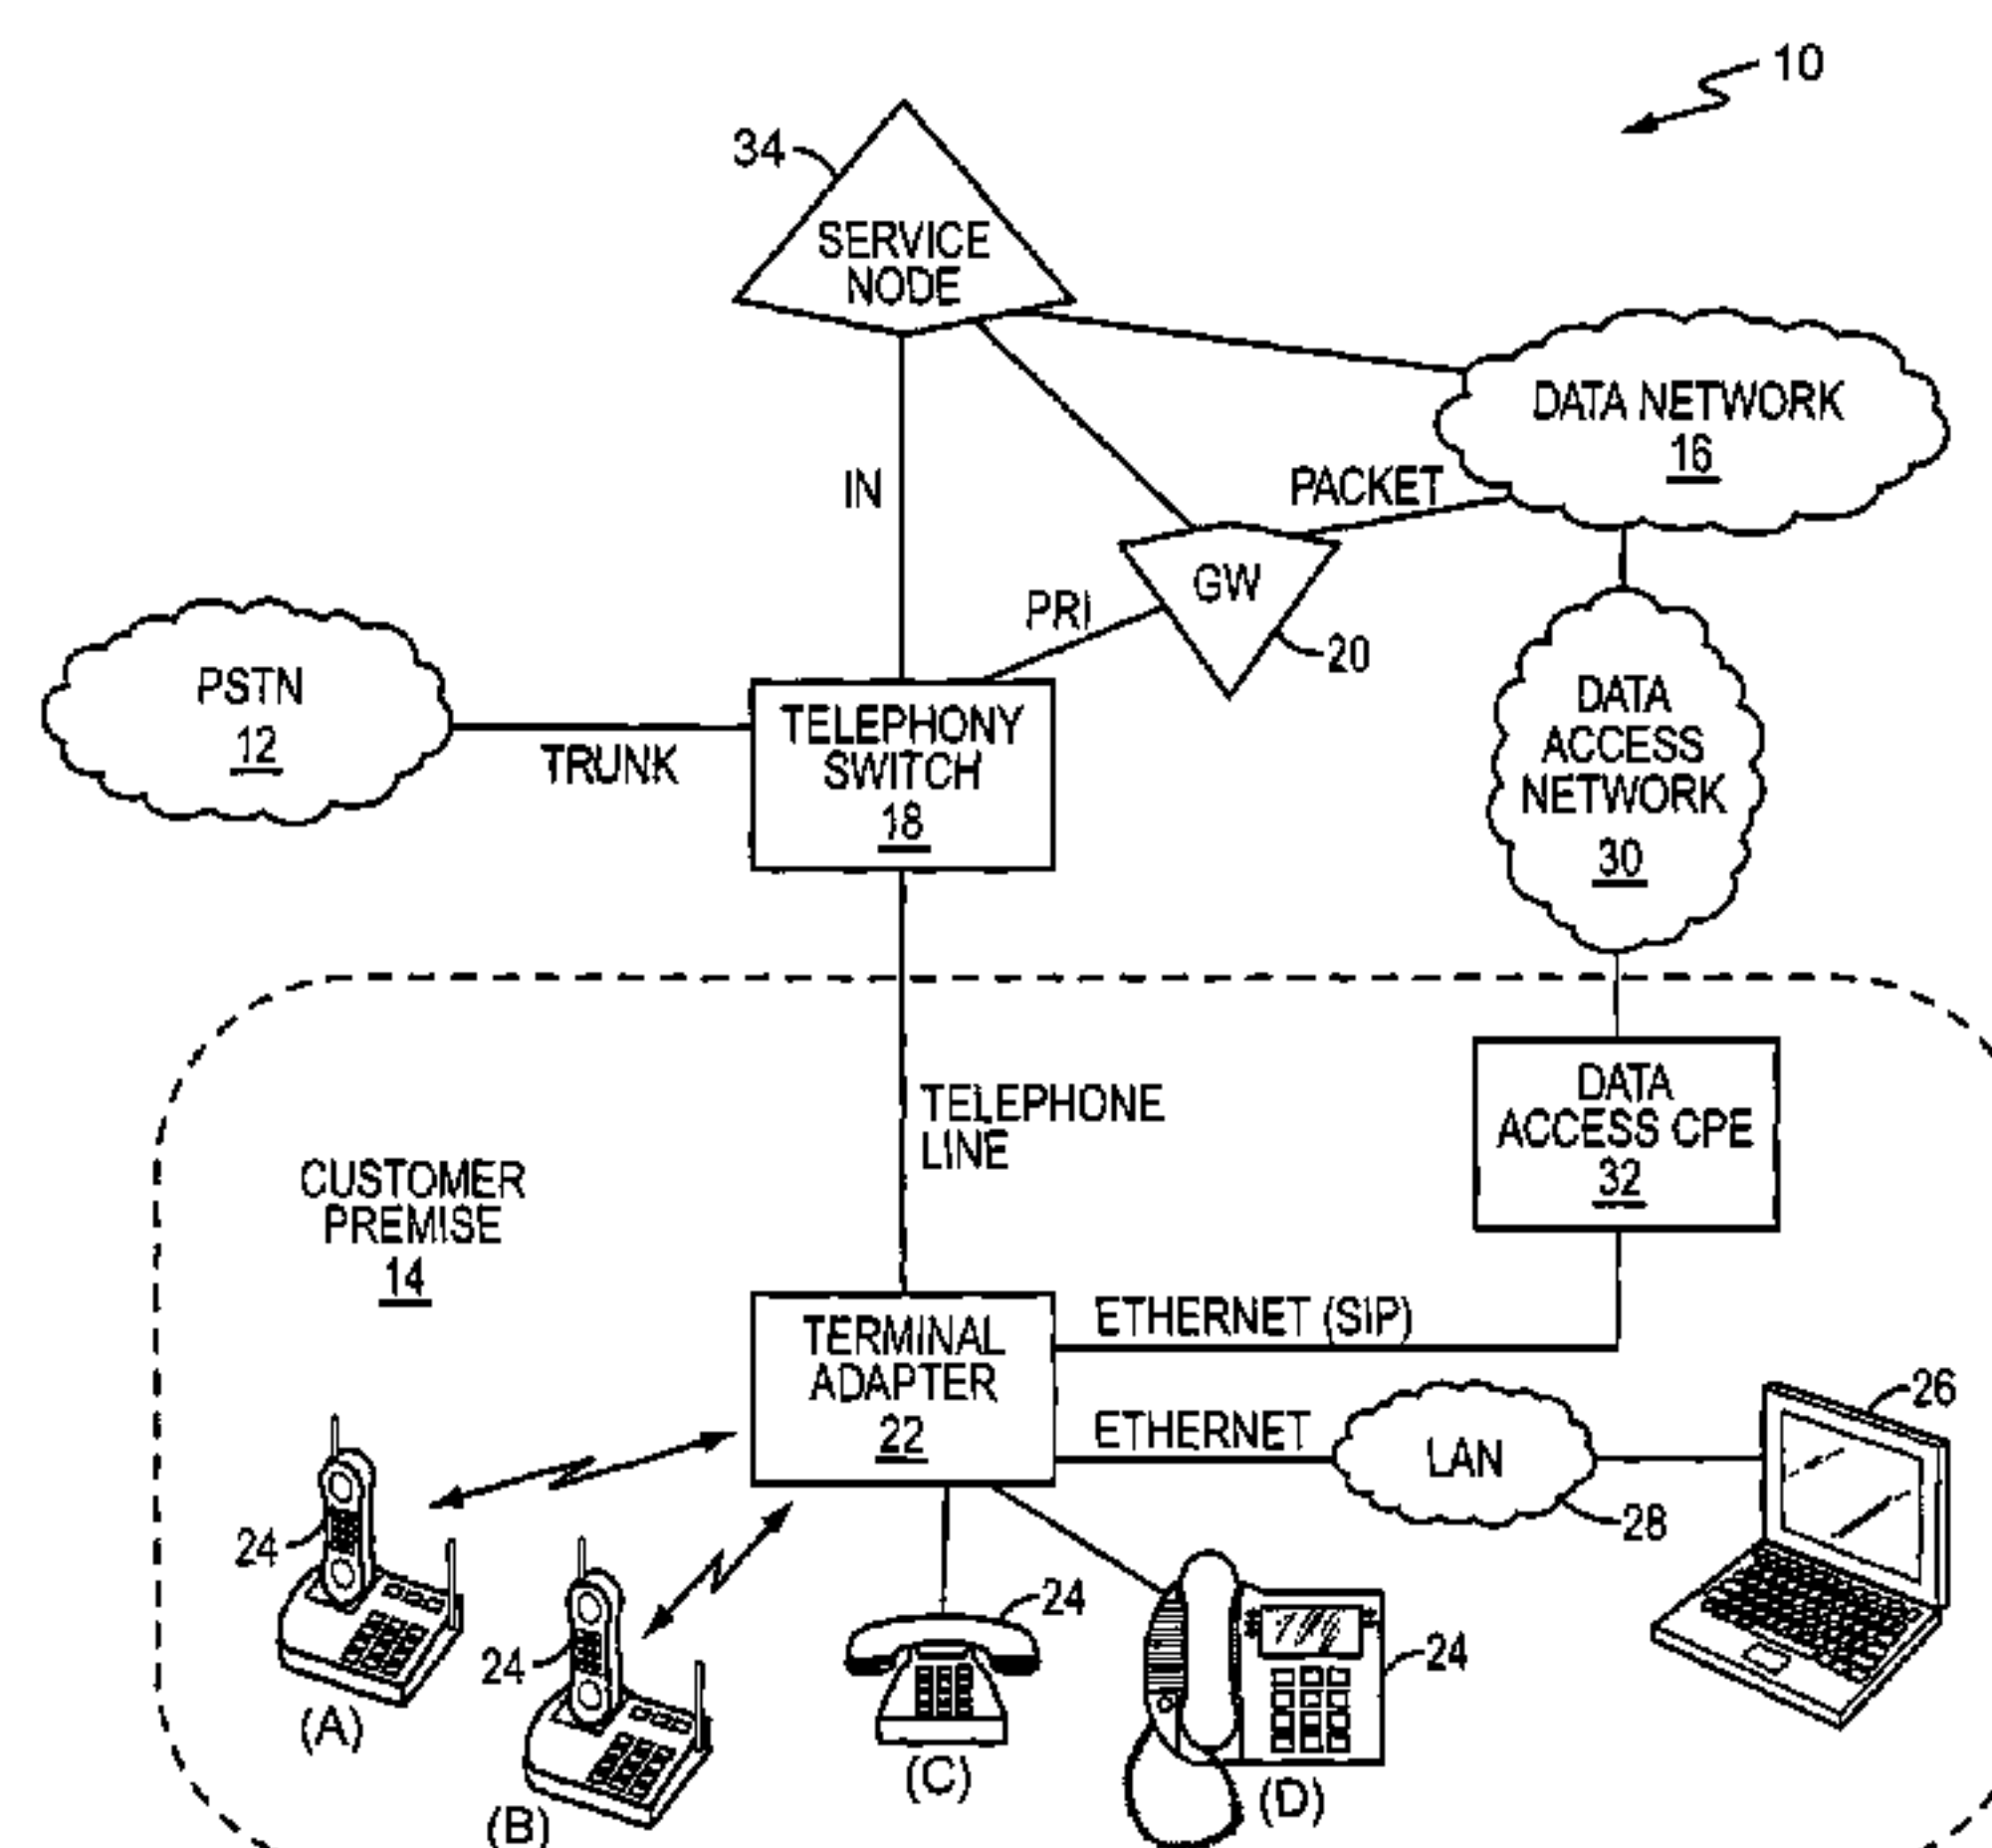 10
34
SERVICE
NODE
DATA NETWORK
16
IN
PACKET
GW
PRI
20
PSTN
12
TRUNK
TELEPHONY
SWITCH
18
DATA
ACCESS
NETWORK
30
TELEPHONE
LINE
DATA
ACCESS CPE
32
CUSTOMER
PREMISE
14
TERMINAL
ADAPTER
22
ETHERNET (SIP)
ETHERNET
LAN
28
26
24
(A)
24
(B)
24
(C)
24
(D)